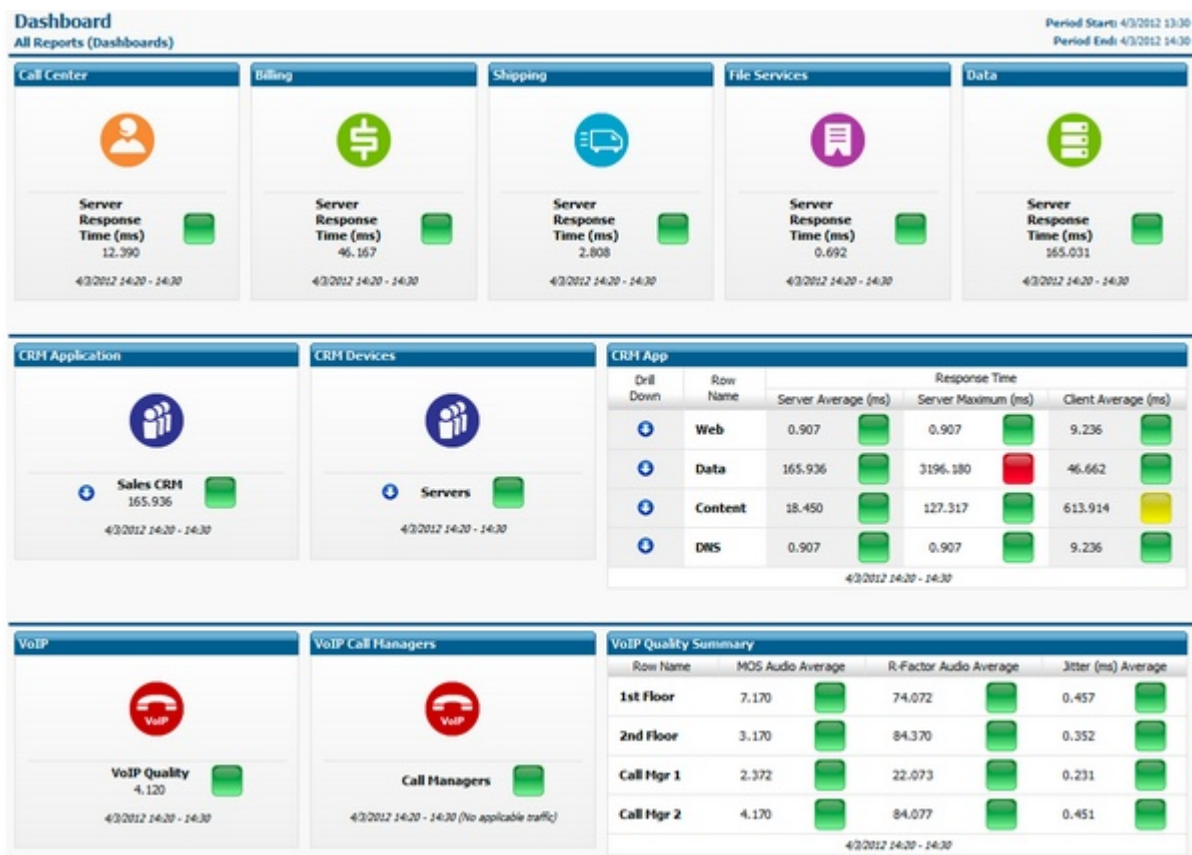 Dashboard
All Reports (Dashboards)
Period Start: 4/3/2012 13:30
Period End: 4/3/2012 14:30
Call Center
Server
Response
Time (ms)
12.390
4/3/2012 14:20 - 14:30
Billing
Server
Response
Time (ms)
46.167
4/3/2012 14:20 - 14:30
Shipping
Server
Response
Time (ms)
2.808
4/3/2012 14:20 - 14:30
File Services
Server
Response
Time (ms)
0.692
4/3/2012 14:20 - 14:30
Data
Server
Response
Time (ms)
165.031
4/3/2012 14:20 - 14:30
CRM Application
Sales CRM
165.936
4/3/2012 14:20 - 14:30
CRM Devices
Servers
4/3/2012 14:20 - 14:30
CRM App
Drill Down Row Name Response Time
Server Average (ms) Server Maximum (ms) Client Average (ms)
Web 0.907 0.907 9.236
Data 165.936 3196.180 46.662
Content 18.450 127.317 613.914
DNS 0.907 0.907 9.236
4/3/2012 14:20 - 14:30
VoIP
VoIP
VoIP Quality
4.120
4/3/2012 14:20 - 14:30
VoIP Call Managers
VoIP
Call Managers
4/3/2012 14:20 - 14:30 (No applicable traffic)
VoIP Quality Summary
Row Name MOS Audio Average R-Factor Audio Average Jitter (ms) Average
1st Floor 7.170 74.072 0.457
2nd Floor 3.170 84.370 0.352
Call Mgr 1 2.372 22.073 0.231
Call Mgr 2 4.170 84.077 0.451
4/3/2012 14:20 - 14:30